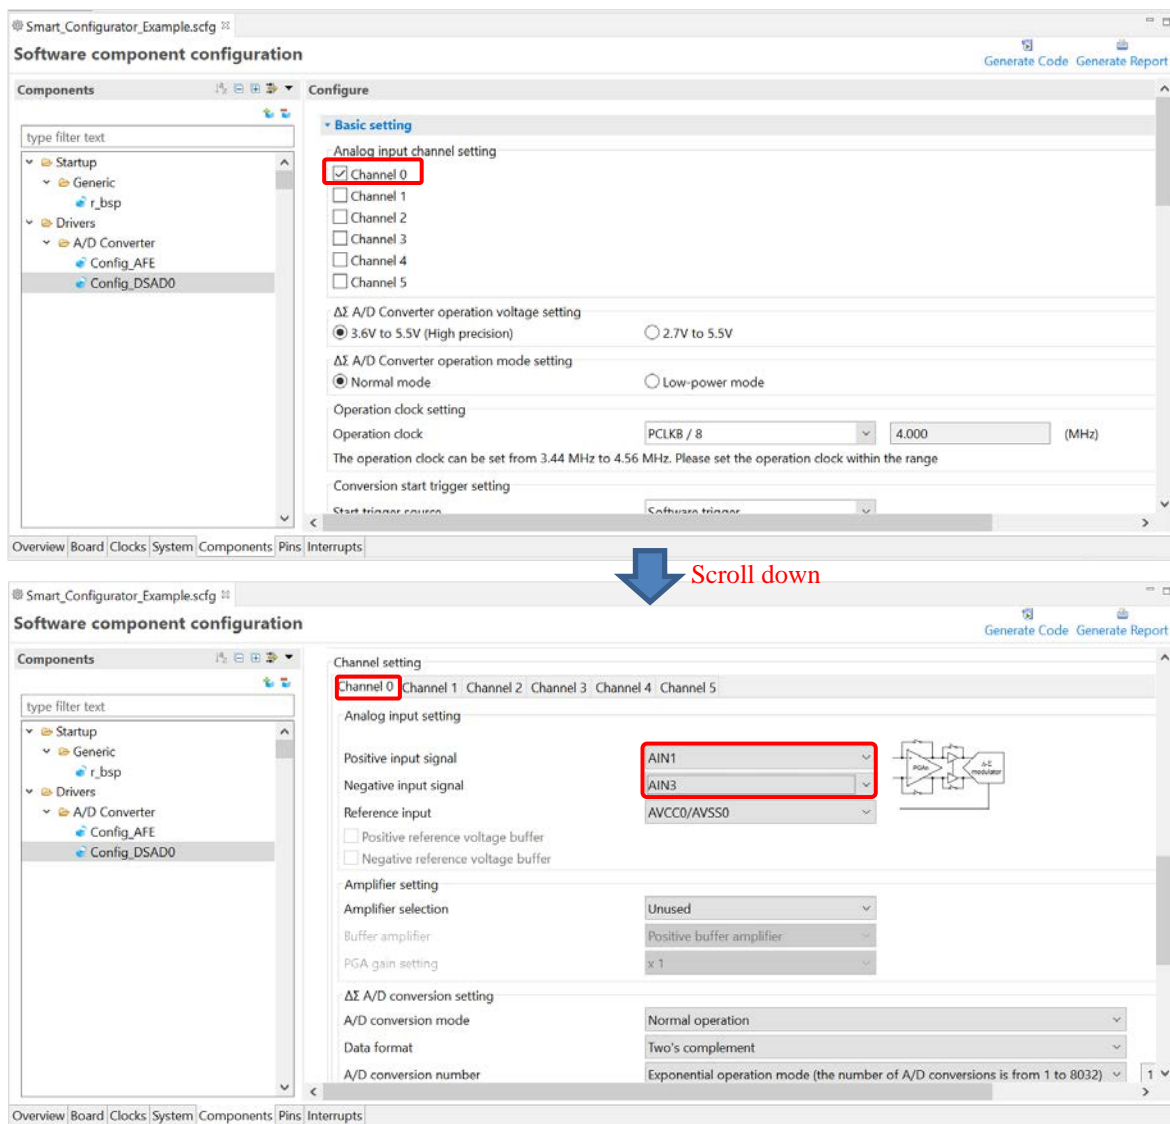 Smart_Configurator_Example.scfg
Software component configuration
Generate Code Generate Report
Components
Configure
type filter text
Startup
Generic
r_bsp
Drivers
A/D Converter
Config_AFE
Config_DSAD0
Basic setting
Analog input channel setting
Channel 0
Channel 1
Channel 2
Channel 3
Channel 4
Channel 5
ΔΣ A/D Converter operation voltage setting
3.6V to 5.5V (High precision) 2.7V to 5.5V
ΔΣ A/D Converter operation mode setting
Normal mode Low-power mode
Operation clock setting
Operation clock PCLKB / 8 4.000 (MHz)
The operation clock can be set from 3.44 MHz to 4.56 MHz. Please set the operation clock within the range
Conversion start trigger setting
Start trigger source Software trigger
Overview Board Clocks System Components Pins Interrupts
Scroll down
Smart_Configurator_Example.scfg
Software component configuration
Generate Code Generate Report
Components
type filter text
Startup
Generic
r_bsp
Drivers
A/D Converter
Config_AFE
Config_DSAD0
Channel setting
Channel 0 Channel 1 Channel 2 Channel 3 Channel 4 Channel 5
Analog input setting
Positive input signal AIN1
Negative input signal AIN3
Reference input AVCC0/AVSS0
Positive reference voltage buffer
Negative reference voltage buffer
PGAn
Δ-Σ
modulator
Amplifier setting
Amplifier selection Unused
Buffer amplifier Positive buffer amplifier
PGA gain setting x 1
ΔΣ A/D conversion setting
A/D conversion mode Normal operation
Data format Two's complement
A/D conversion number Exponential operation mode (the number of A/D conversions is from 1 to 8032) 1
Overview Board Clocks System Components Pins Interrupts